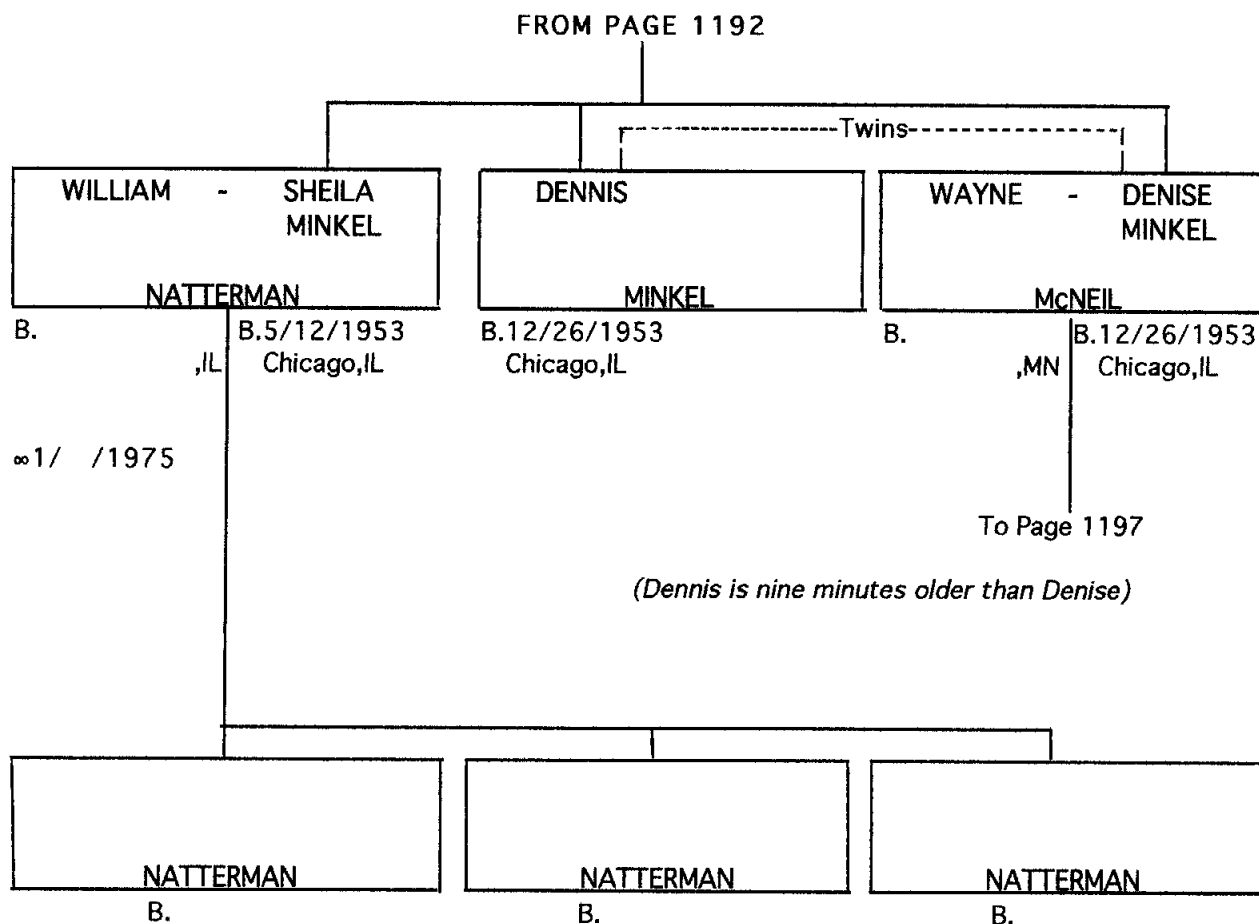 FROM PAGE 1192
Twins
WILLIAM - SHEILA
MINKEL
NATTERMAN
DENNIS
MINKEL
WAYNE - DENISE
MINKEL
McNEIL
B.
,IL
B.5/12/1953
Chicago,IL
B.12/26/1953
Chicago,IL
B.
,MN
B.12/26/1953
Chicago,IL
∞1/ /1975
To Page 1197
(Dennis is nine minutes older than Denise)
NATTERMAN
B.
NATTERMAN
B.
NATTERMAN
B.